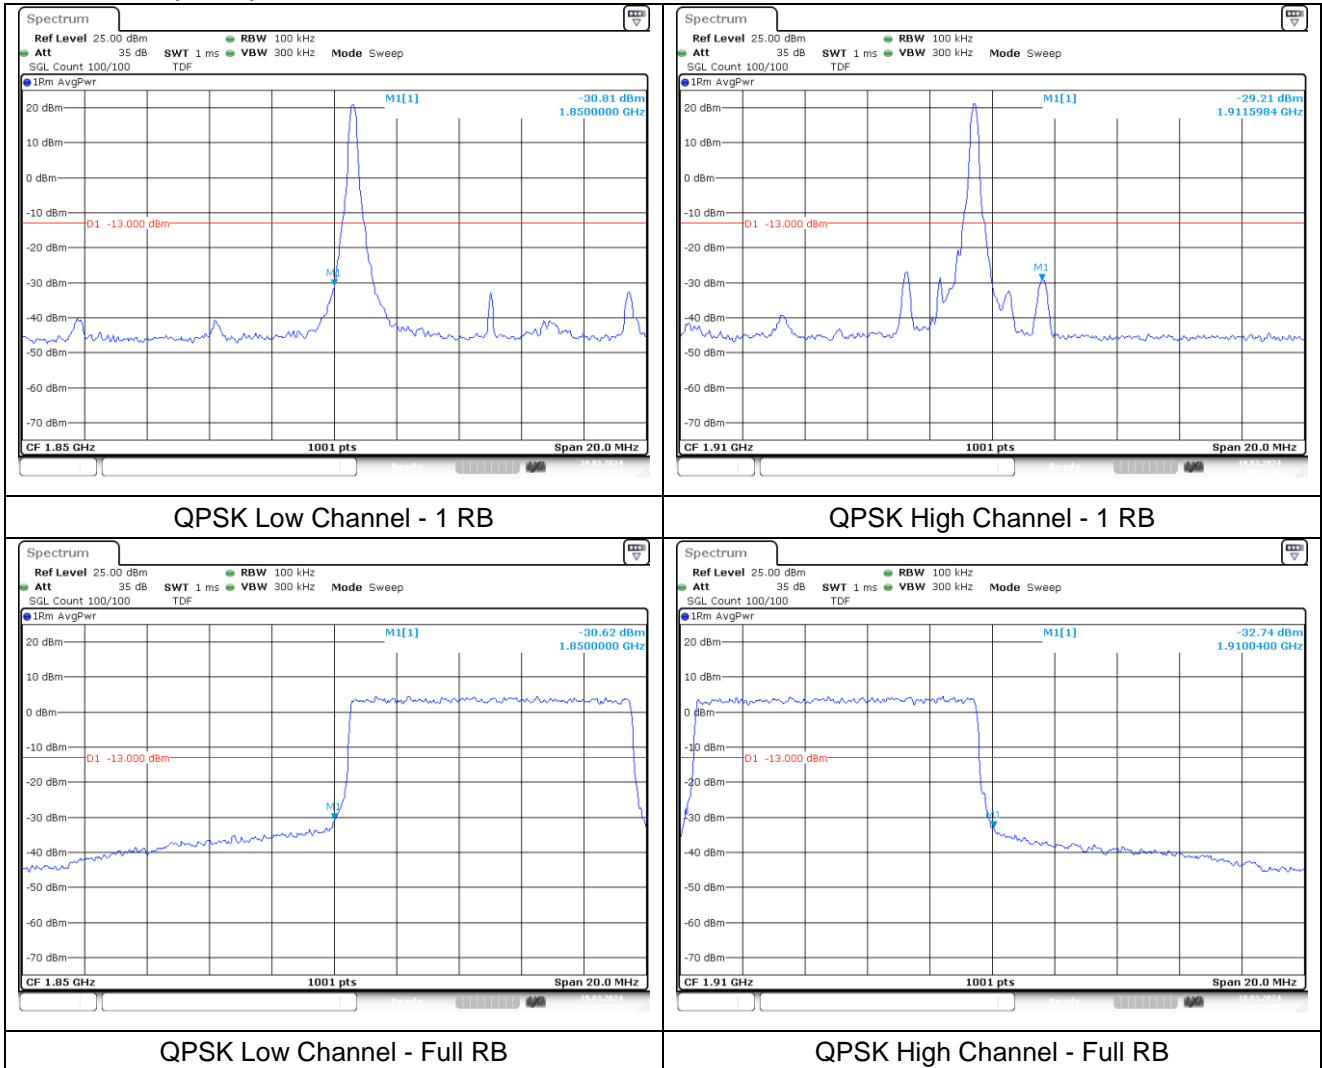 Spectrum
Ref Level 25.00 dBm RBW 100 kHz
Att 35 dB SWT 1 ms VBW 300 kHz Mode Sweep
SGL Count 100/100 TDF
1Rm AvgPwr
M1[1] -30.81 dBm
1.8500000 GHz
20 dBm
10 dBm
0 dBm
-10 dBm
D1 -13.000 dBm
-20 dBm
M1
-30 dBm
-40 dBm
-50 dBm
-60 dBm
-70 dBm
CF 1.85 GHz 1001 pts Span 20.0 MHz
QPSK Low Channel - 1 RB
Spectrum
Ref Level 25.00 dBm RBW 100 kHz
Att 35 dB SWT 1 ms VBW 300 kHz Mode Sweep
SGL Count 100/100 TDF
1Rm AvgPwr
M1[1] -29.21 dBm
1.9115984 GHz
20 dBm
10 dBm
0 dBm
-10 dBm
D1 -13.000 dBm
-20 dBm
M1
-30 dBm
-40 dBm
-50 dBm
-60 dBm
-70 dBm
CF 1.91 GHz 1001 pts Span 20.0 MHz
QPSK High Channel - 1 RB
Spectrum
Ref Level 25.00 dBm RBW 100 kHz
Att 35 dB SWT 1 ms VBW 300 kHz Mode Sweep
SGL Count 100/100 TDF
1Rm AvgPwr
M1[1] -30.62 dBm
1.8500000 GHz
20 dBm
10 dBm
0 dBm
-10 dBm
D1 -13.000 dBm
-20 dBm
M1
-30 dBm
-40 dBm
-50 dBm
-60 dBm
-70 dBm
CF 1.85 GHz 1001 pts Span 20.0 MHz
QPSK Low Channel - Full RB
Spectrum
Ref Level 25.00 dBm RBW 100 kHz
Att 35 dB SWT 1 ms VBW 300 kHz Mode Sweep
SGL Count 100/100 TDF
1Rm AvgPwr
M1[1] -32.74 dBm
1.9100400 GHz
20 dBm
10 dBm
0 dBm
-10 dBm
D1 -13.000 dBm
-20 dBm
-30 dBm
M1
-40 dBm
-50 dBm
-60 dBm
-70 dBm
CF 1.91 GHz 1001 pts Span 20.0 MHz
QPSK High Channel - Full RB